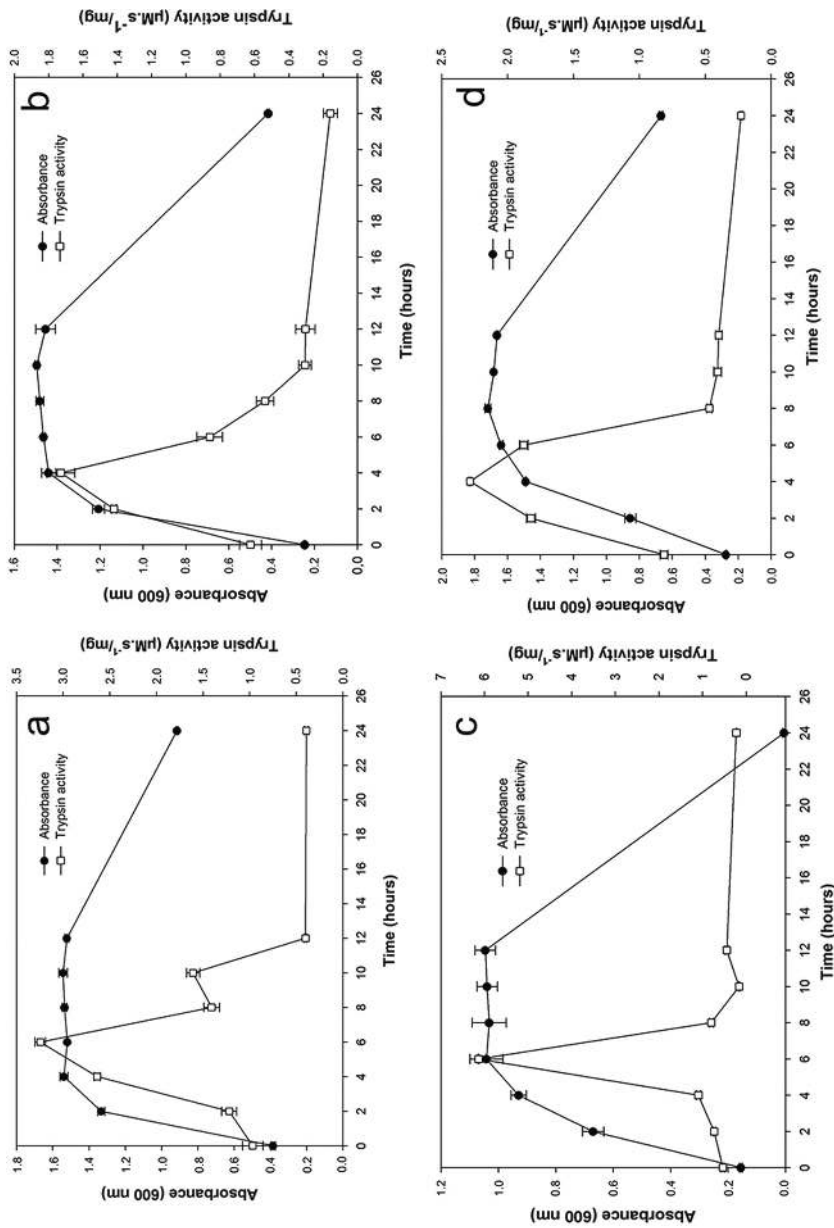 a
Absorbance
Trypsin activity
Absorbance (600 nm)
1.8
1.6
1.4
1.2
1.0
0.8
0.6
0.4
0.2
0.0
Trypsin activity (µM.s⁻¹/mg)
3.5
3.0
2.5
2.0
1.5
1.0
0.5
0.0
0 2 4 6 8 10 12 14 16 18 20 22 24 26
Time (hours)
b
Absorbance
Trypsin activity
Absorbance (600 nm)
1.6
1.4
1.2
1.0
0.8
0.6
0.4
0.2
0.0
Trypsin activity (µM.s⁻¹/mg)
2.0
1.8
1.6
1.4
1.2
1.0
0.8
0.6
0.4
0.2
0.0
0 2 4 6 8 10 12 14 16 18 20 22 24 26
Time (hours)
c
Absorbance
Trypsin activity
Absorbance (600 nm)
1.2
1.0
0.8
0.6
0.4
0.2
0.0
Trypsin activity (µM.s⁻¹/mg)
7
6
5
4
3
2
1
0
0 2 4 6 8 10 12 14 16 18 20 22 24 26
Time (hours)
d
Absorbance
Trypsin activity
Absorbance (600 nm)
2.0
1.8
1.6
1.4
1.2
1.0
0.8
0.6
0.4
0.2
0.0
Trypsin activity (µM.s⁻¹/mg)
2.5
2.0
1.5
1.0
0.5
0.0
0 2 4 6 8 10 12 14 16 18 20 22 24 26
Time (hours)